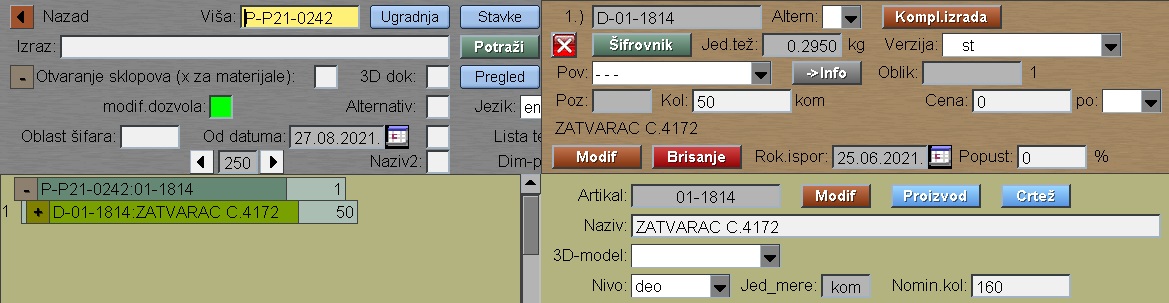 Nazad Viša: P-P21-0242 Ugradnja Stavke
Izraz: Potraži
- Otvaranje sklopova (x za materijale): 3D dok: Pregled
modif.dozvola: Alternativ: Jezik: en
Oblast šifara: Od datuma: 27.08.2021. Lista te
250 Naziv2: Dim-p
- P-P21-0242:01-1814 1
1 + D-01-1814:ZATVARAC C.4172 50
1.) D-01-1814 Altern: Kompl.izrada
Šifrovnik Jed.tež: 0.2950 kg Verzija: st
Pov: - - - ->Info Oblik: 1
Poz: Kol: 50 kom Cena: 0 po:
ZATVARAC C.4172
Modif Brisanje Rok.ispor: 25.06.2021. Popust: 0 %
Artikal: 01-1814 Modif Proizvod Crtež
Naziv: ZATVARAC C.4172
3D-model:
Nivo: deo Jed_mere: kom Nomin.kol: 160